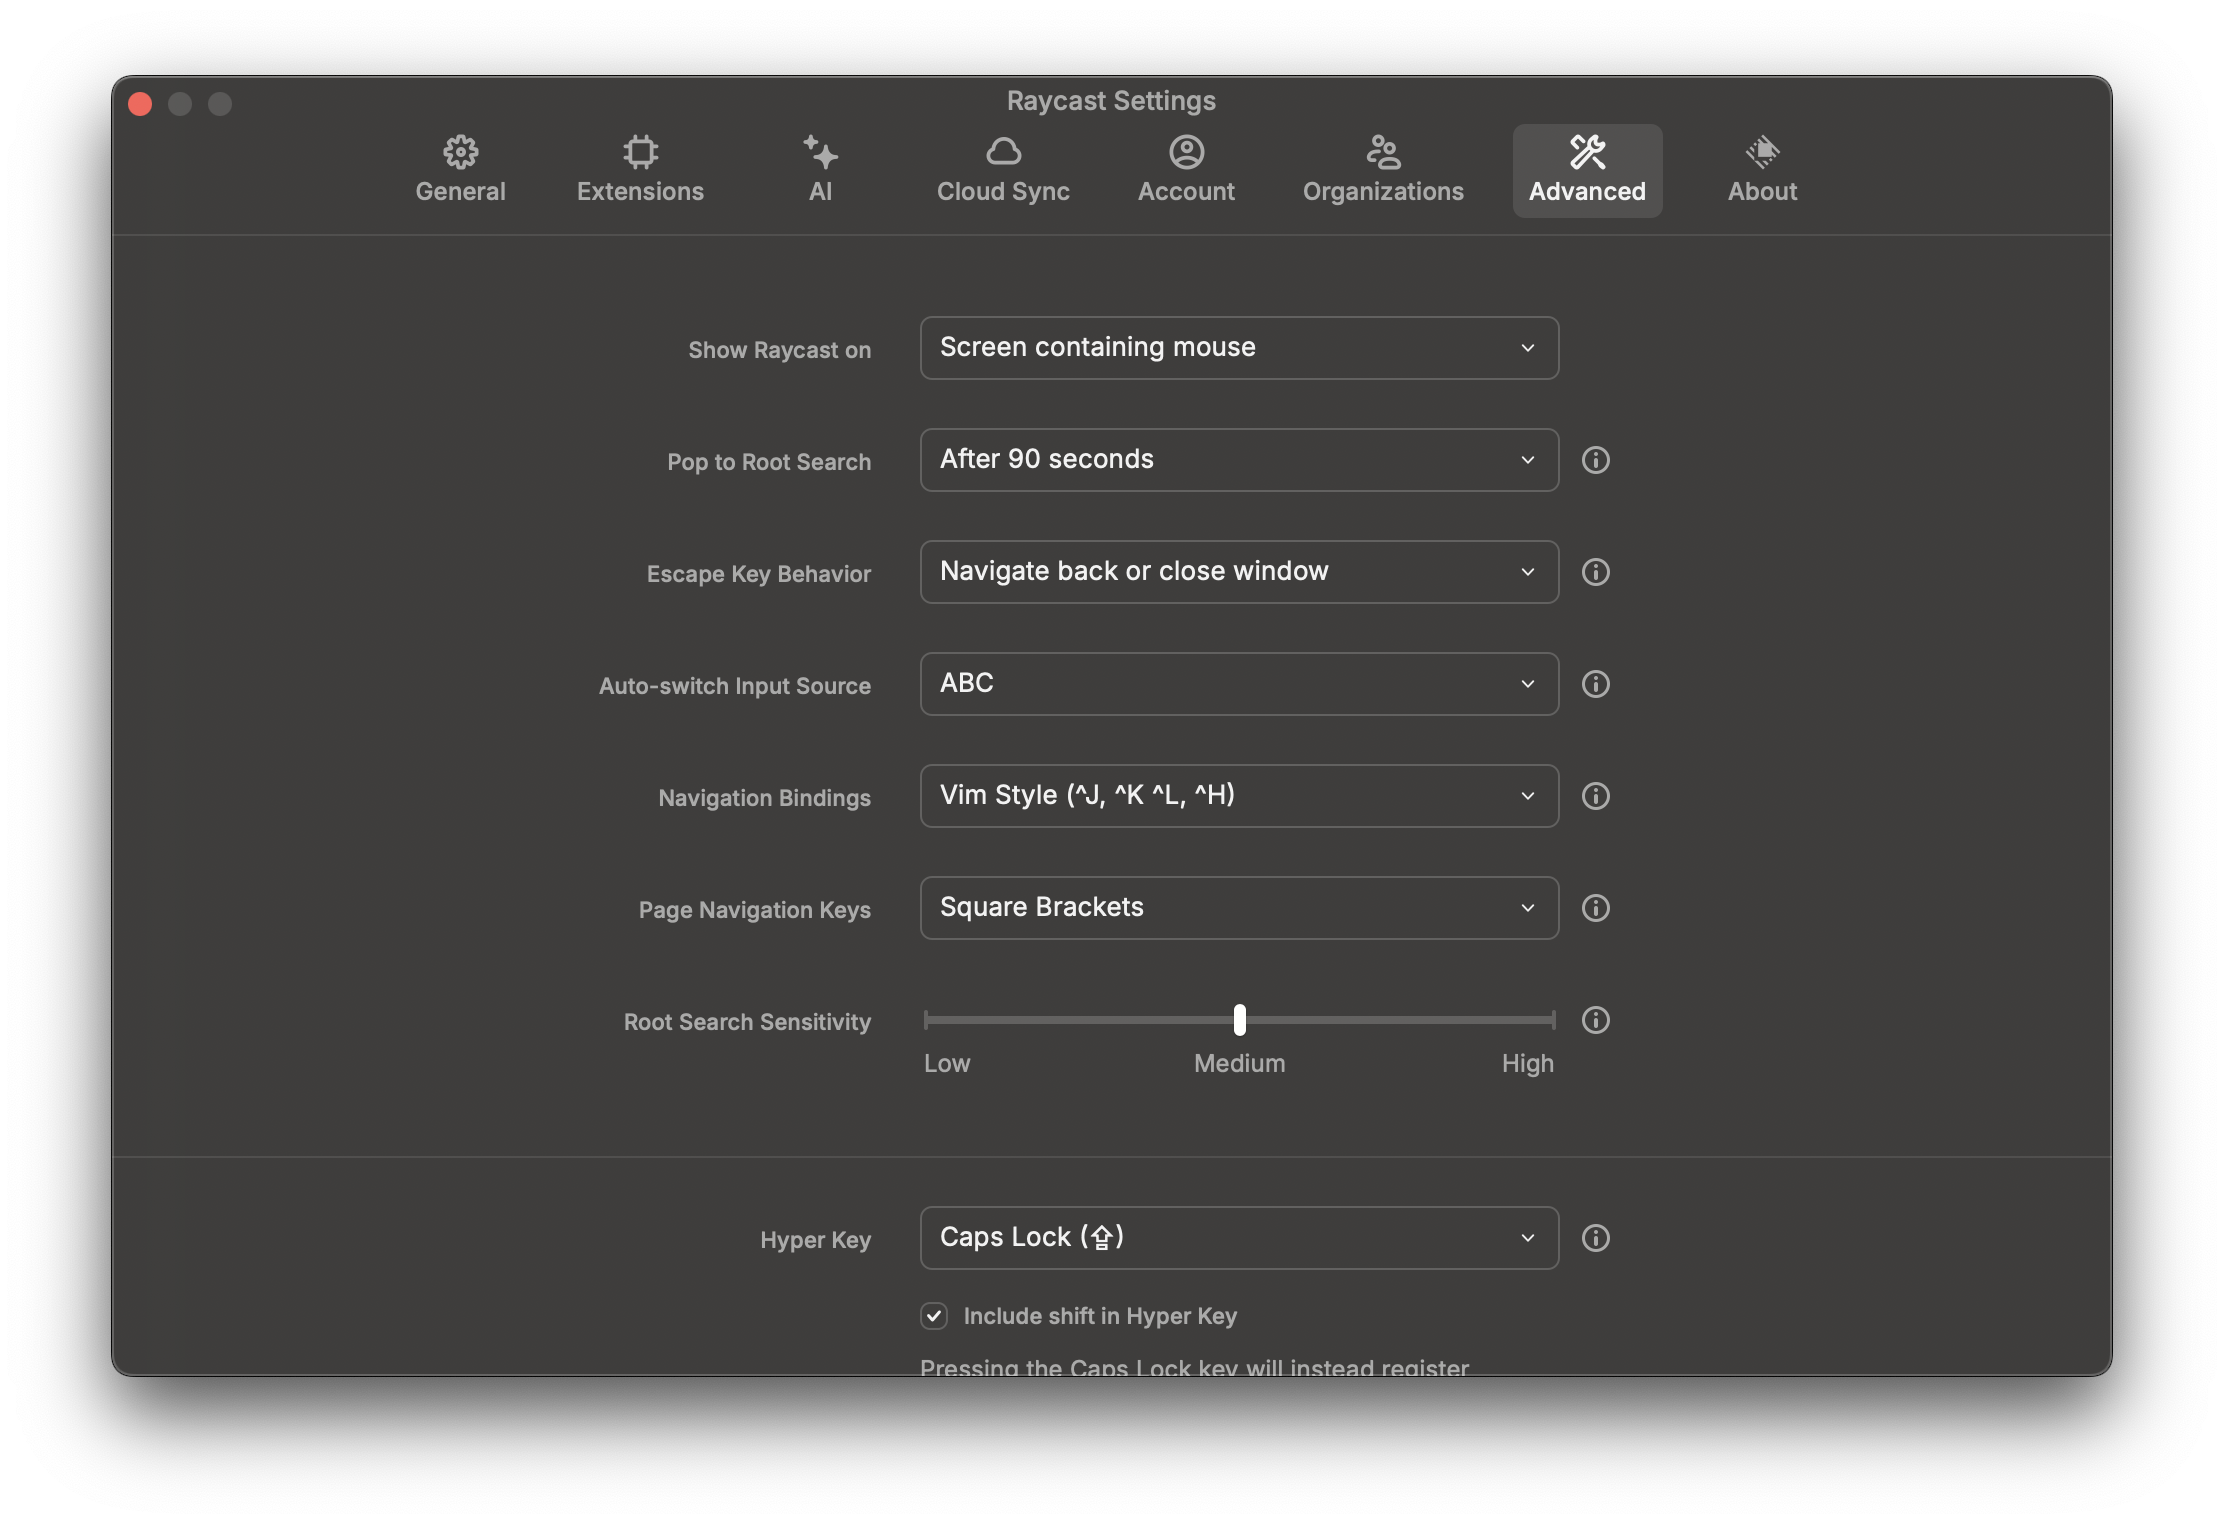 Raycast Settings
General
Extensions
AI
Cloud Sync
Account
Organizations
Advanced
About
Show Raycast on
Screen containing mouse
Pop to Root Search
After 90 seconds
Escape Key Behavior
Navigate back or close window
Auto-switch Input Source
ABC
Navigation Bindings
Vim Style (^J, ^K ^L, ^H)
Page Navigation Keys
Square Brackets
Root Search Sensitivity
Low
Medium
High
Hyper Key
Caps Lock (⇪)
Include shift in Hyper Key
Pressing the Caps Lock key will instead register